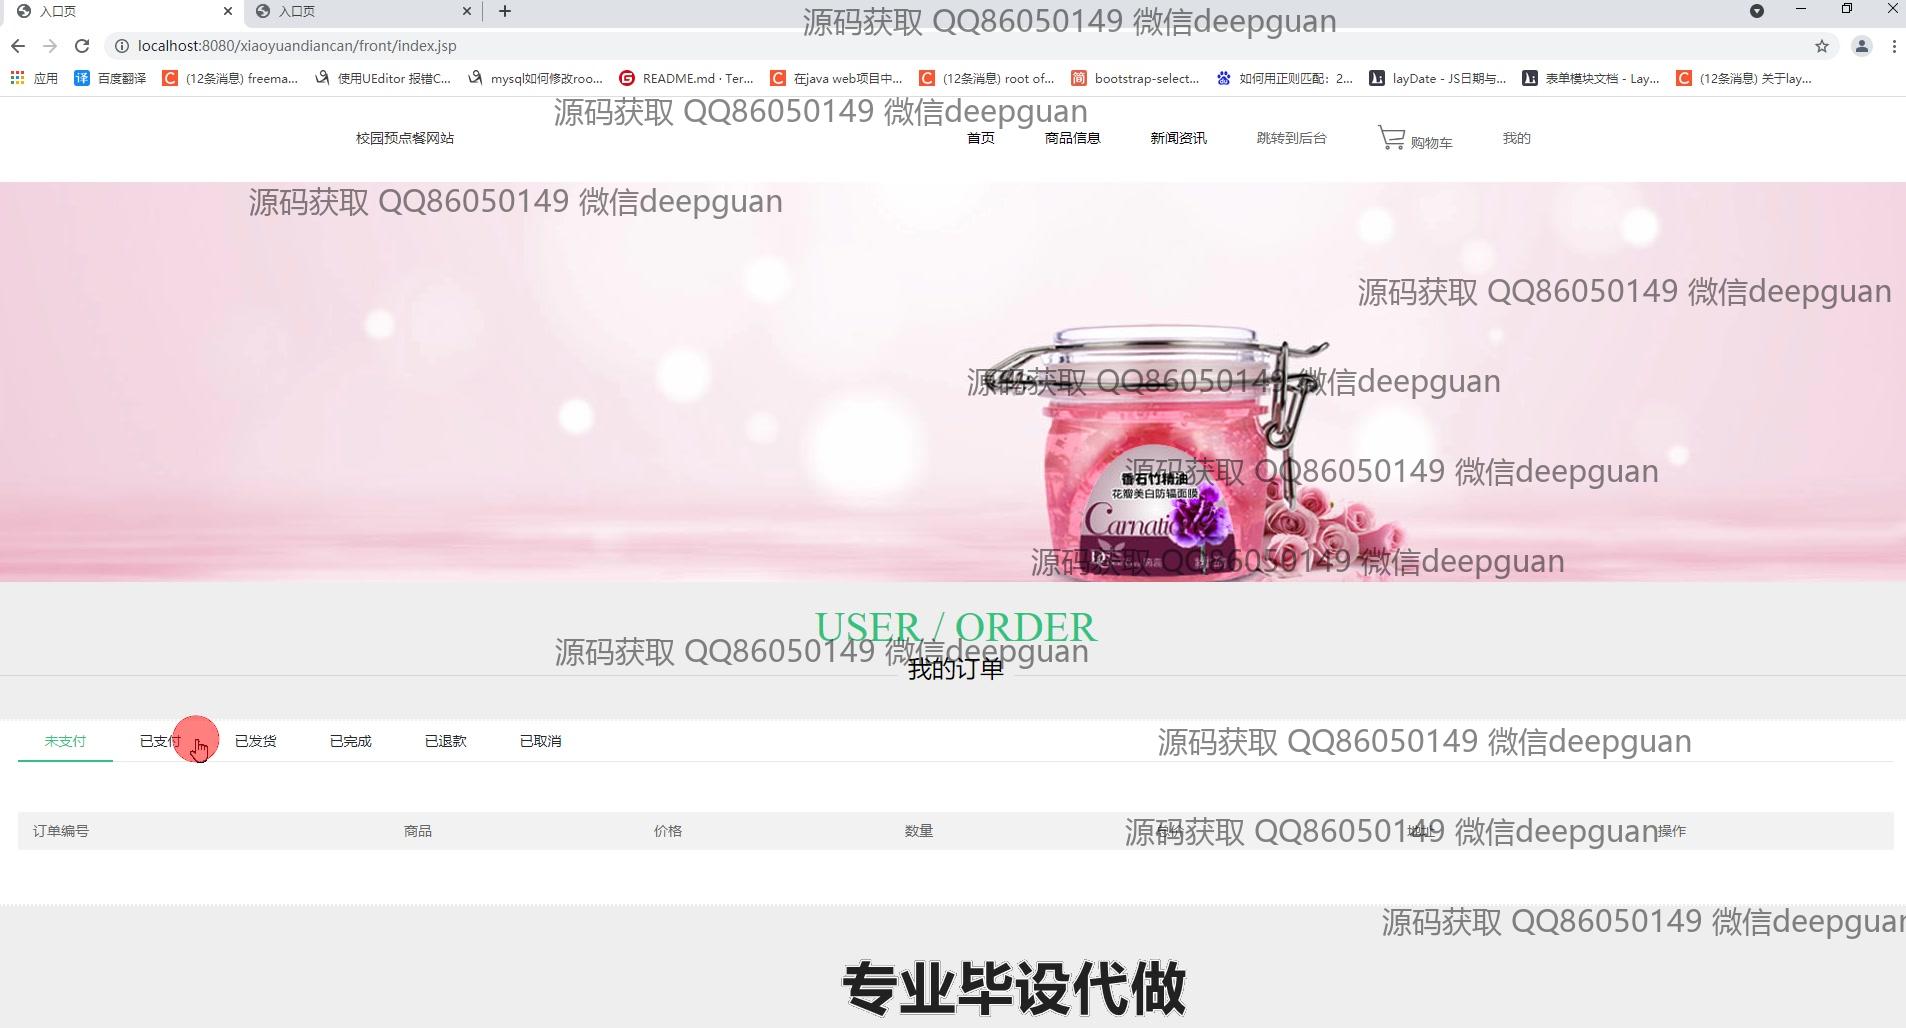 入口页
入口页
源码获取 QQ86050149 微信deepguan
localhost:8080/xiaoyuandiancan/front/index.jsp
应用
百度翻译
(12条消息) freema...
使用UEditor 报错C...
mysql如何修改roo...
README.md · Ter...
在java web项目中...
(12条消息) root of...
bootstrap-select...
如何用正则匹配：2...
layDate - JS日期与...
表单模块文档 - Lay...
(12条消息) 关于lay...
源码获取 QQ86050149 微信deepguan
校园预点餐网站
首页
商品信息
新闻资讯
跳转到后台
购物车
我的
源码获取 QQ86050149 微信deepguan
源码获取 QQ86050149 微信deepguan
源码获取 QQ86050149 微信deepguan
源码获取 QQ86050149 微信deepguan
香石竹精油
花瓣美白防辐面膜
Carnatic
源码获取 QQ86050149 微信deepguan
USER / ORDER
源码获取 QQ86050149 微信deepguan
我的订单
未支付
已支付
已发货
已完成
已退款
已取消
源码获取 QQ86050149 微信deepguan
订单编号
商品
价格
数量
总价
地址
操作
源码获取 QQ86050149 微信deepguan
源码获取 QQ86050149 微信deepguan
专业毕设代做